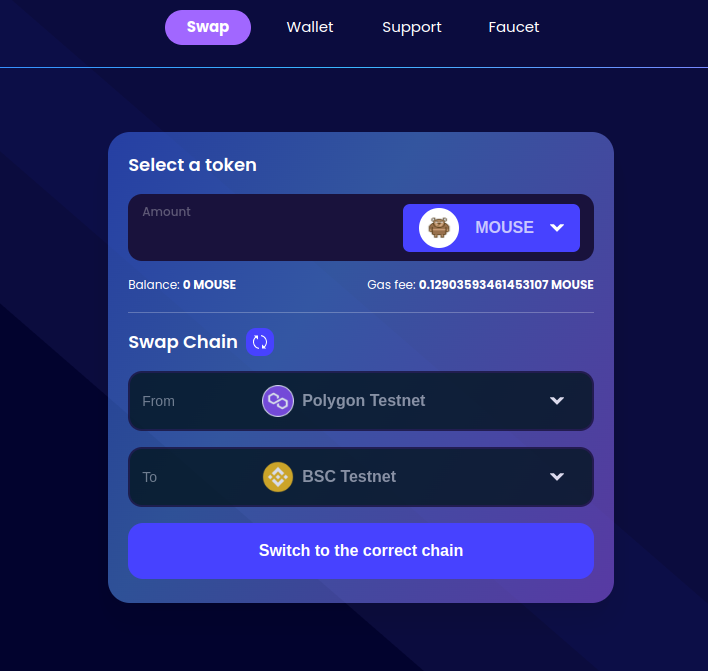 Swap Wallet Support Faucet
Select a token
Amount
MOUSE
Balance: 0 MOUSE Gas fee: 0.12903593461453107 MOUSE
Swap Chain
From Polygon Testnet
To BSC Testnet
Switch to the correct chain